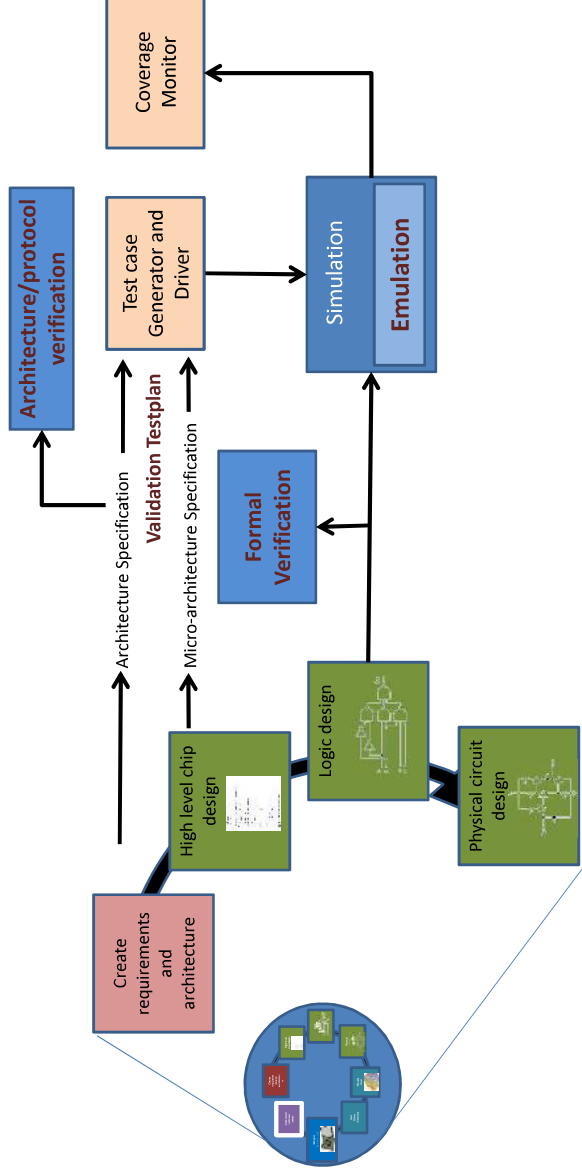 Create
requirements
and
architecture
High level chip
design
Logic design
Physical circuit
design
Architecture Specification
Validation Testplan
Micro-architecture Specification
Architecture/protocol
verification
Formal
Verification
Test case
Generator and
Driver
Simulation
Emulation
Coverage
Monitor